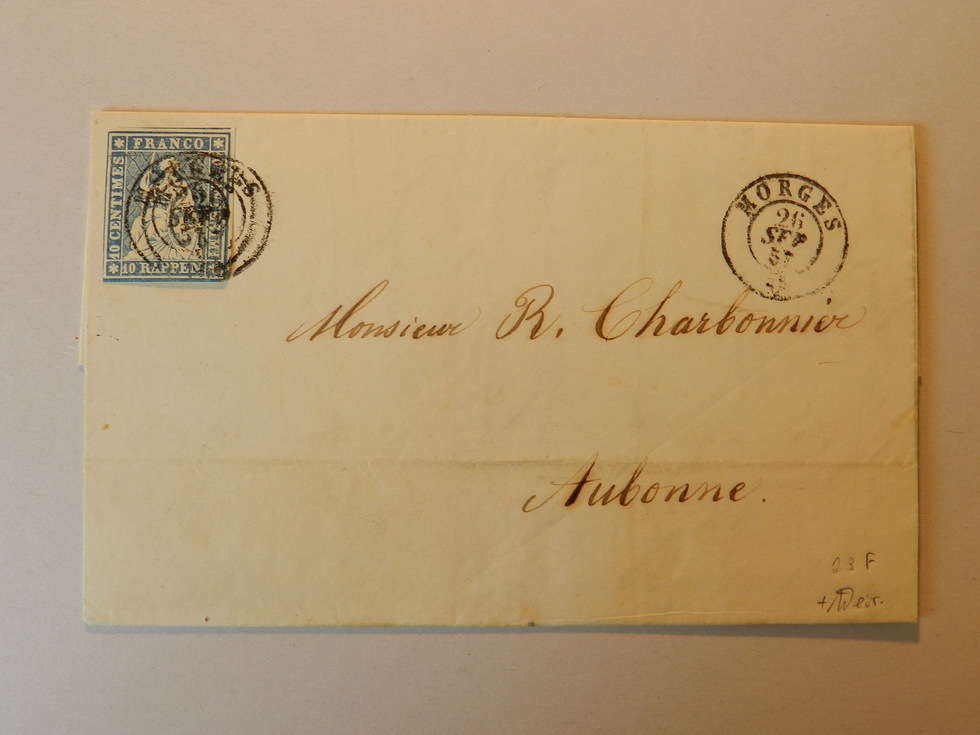 FRANCO
10 CENTIMES
10 RAPPEN
MORGES
26
SEP
Monsieur R. Charbonnier
Aubonne.
23 F